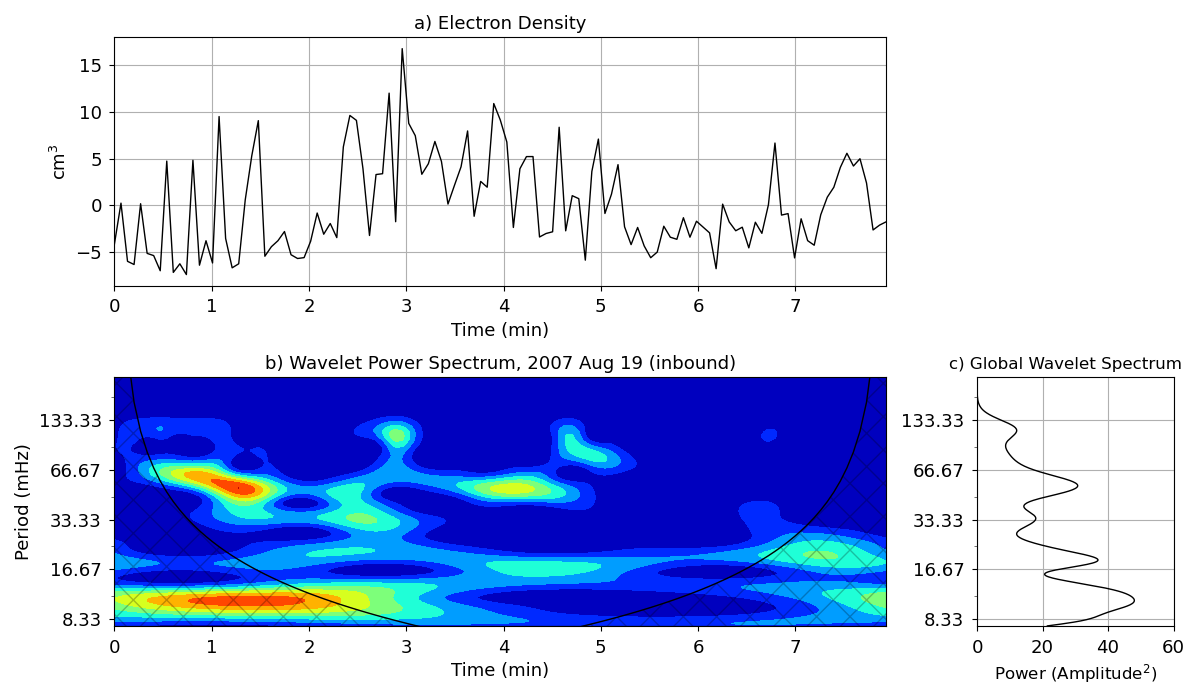 a) Electron Density
cm³
15
10
5
0
−5
0 1 2 3 4 5 6 7
Time (min)
b) Wavelet Power Spectrum, 2007 Aug 19 (inbound)
Period (mHz)
133.33
66.67
33.33
16.67
8.33
0 1 2 3 4 5 6 7
Time (min)
c) Global Wavelet Spectrum
133.33
66.67
33.33
16.67
8.33
0 20 40 60
Power (Amplitude²)